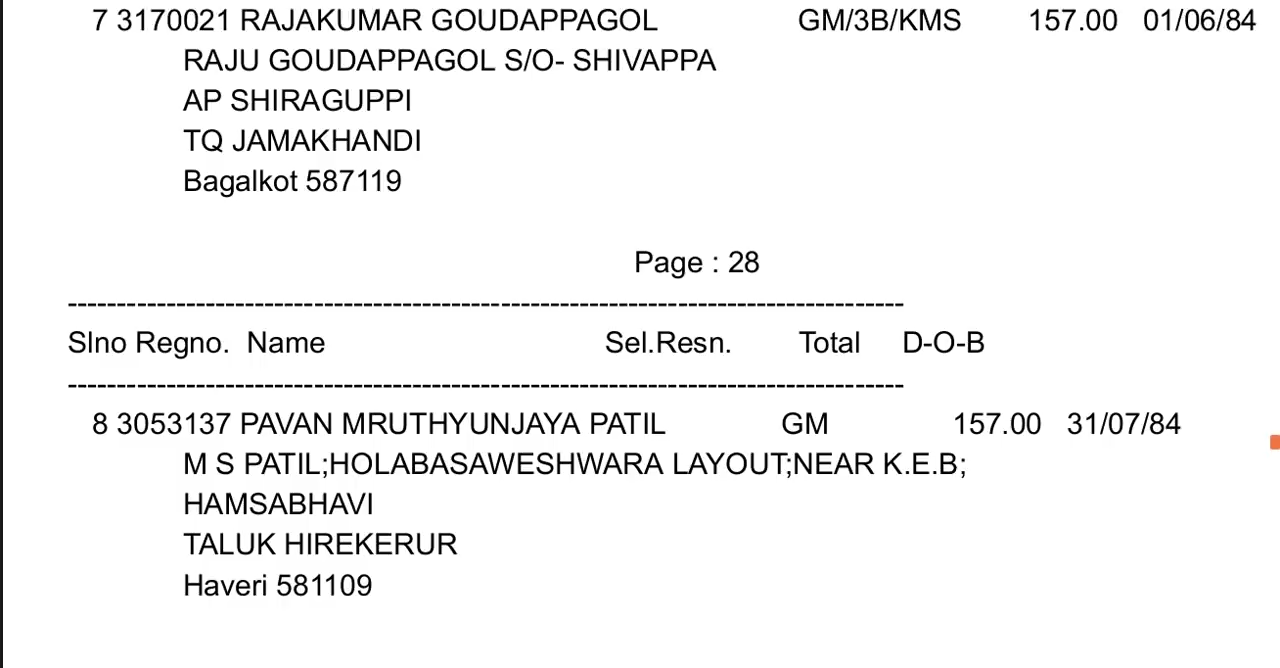 7 3170021 RAJAKUMAR GOUDAPPAGOL GM/3B/KMS 157.00 01/06/84
RAJU GOUDAPPAGOL S/O- SHIVAPPA
AP SHIRAGUPPI
TQ JAMAKHANDI
Bagalkot 587119
Page : 28
--------------------------------------------------------------------------------------
Slno Regno. Name Sel.Resn. Total D-O-B
--------------------------------------------------------------------------------------
8 3053137 PAVAN MRUTHYUNJAYA PATIL GM 157.00 31/07/84
M S PATIL;HOLABASAWESHWARA LAYOUT;NEAR K.E.B;
HAMSABHAVI
TALUK HIREKERUR
Haveri 581109